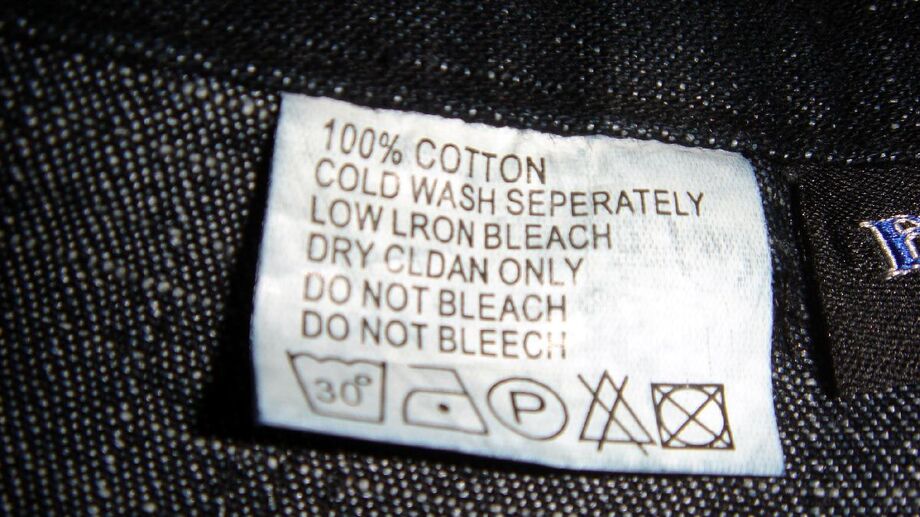 100% COTTON
COLD WASH SEPERATELY
LOW LRON BLEACH
DRY CLDAN ONLY
DO NOT BLEACH
DO NOT BLEECH
30°
P